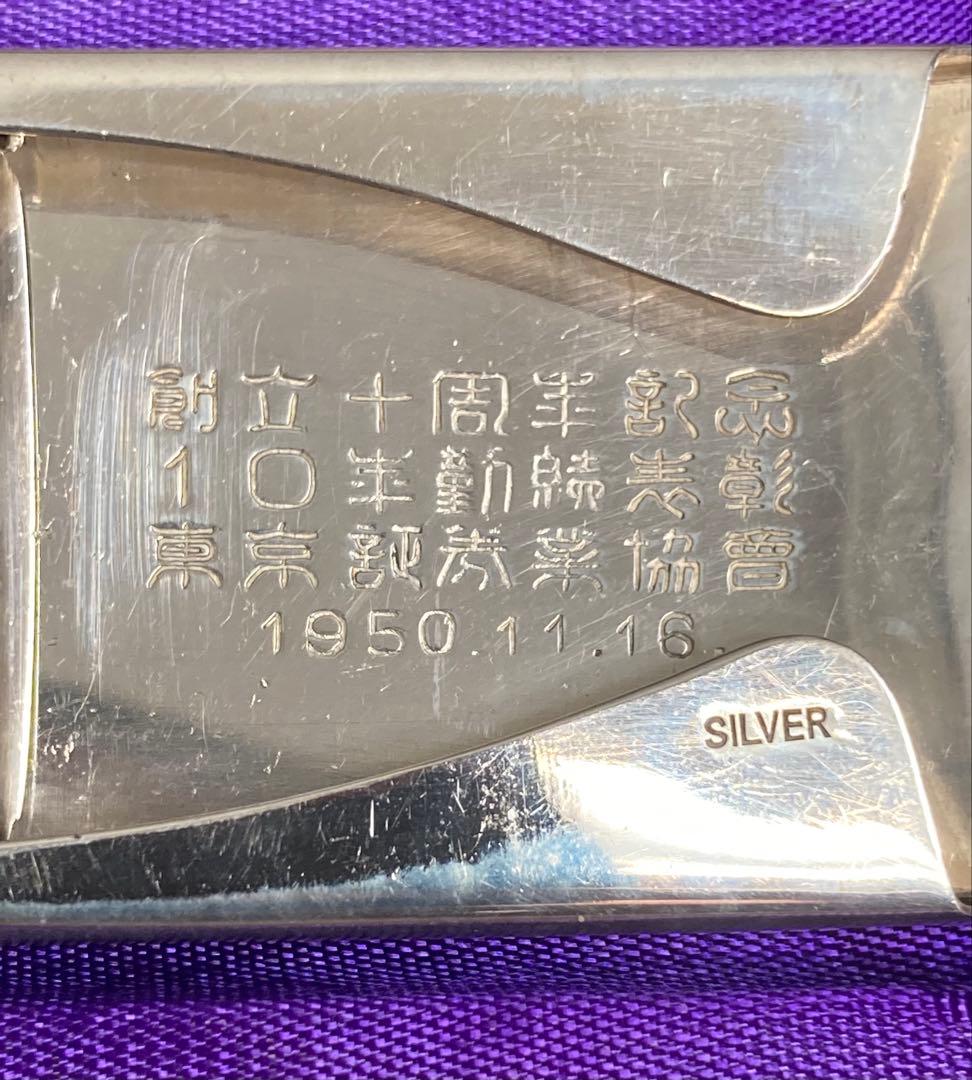 創立十周年記念
1〇年勤続表彰
東京証券業協會
1950.11.16.
SILVER